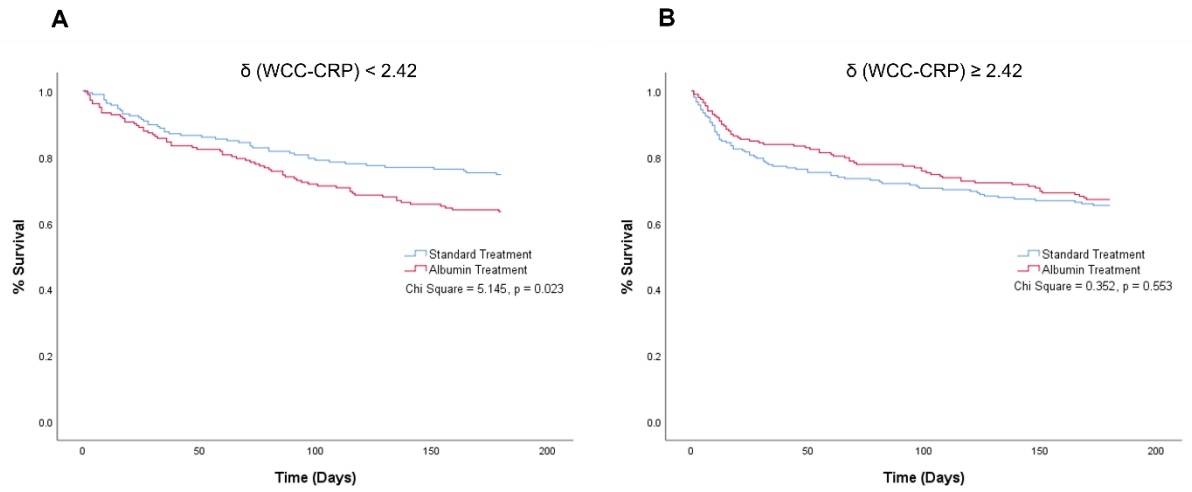 A
δ (WCC-CRP) < 2.42
% Survival
1.0
0.8
0.6
0.4
0.2
0.0
Standard Treatment
Albumin Treatment
Chi Square = 5.145, p = 0.023
0 50 100 150 200
Time (Days)
B
δ (WCC-CRP) ≥ 2.42
% Survival
1.0
0.8
0.6
0.4
0.2
0.0
Standard Treatment
Albumin Treatment
Chi Square = 0.352, p = 0.553
0 50 100 150 200
Time (Days)